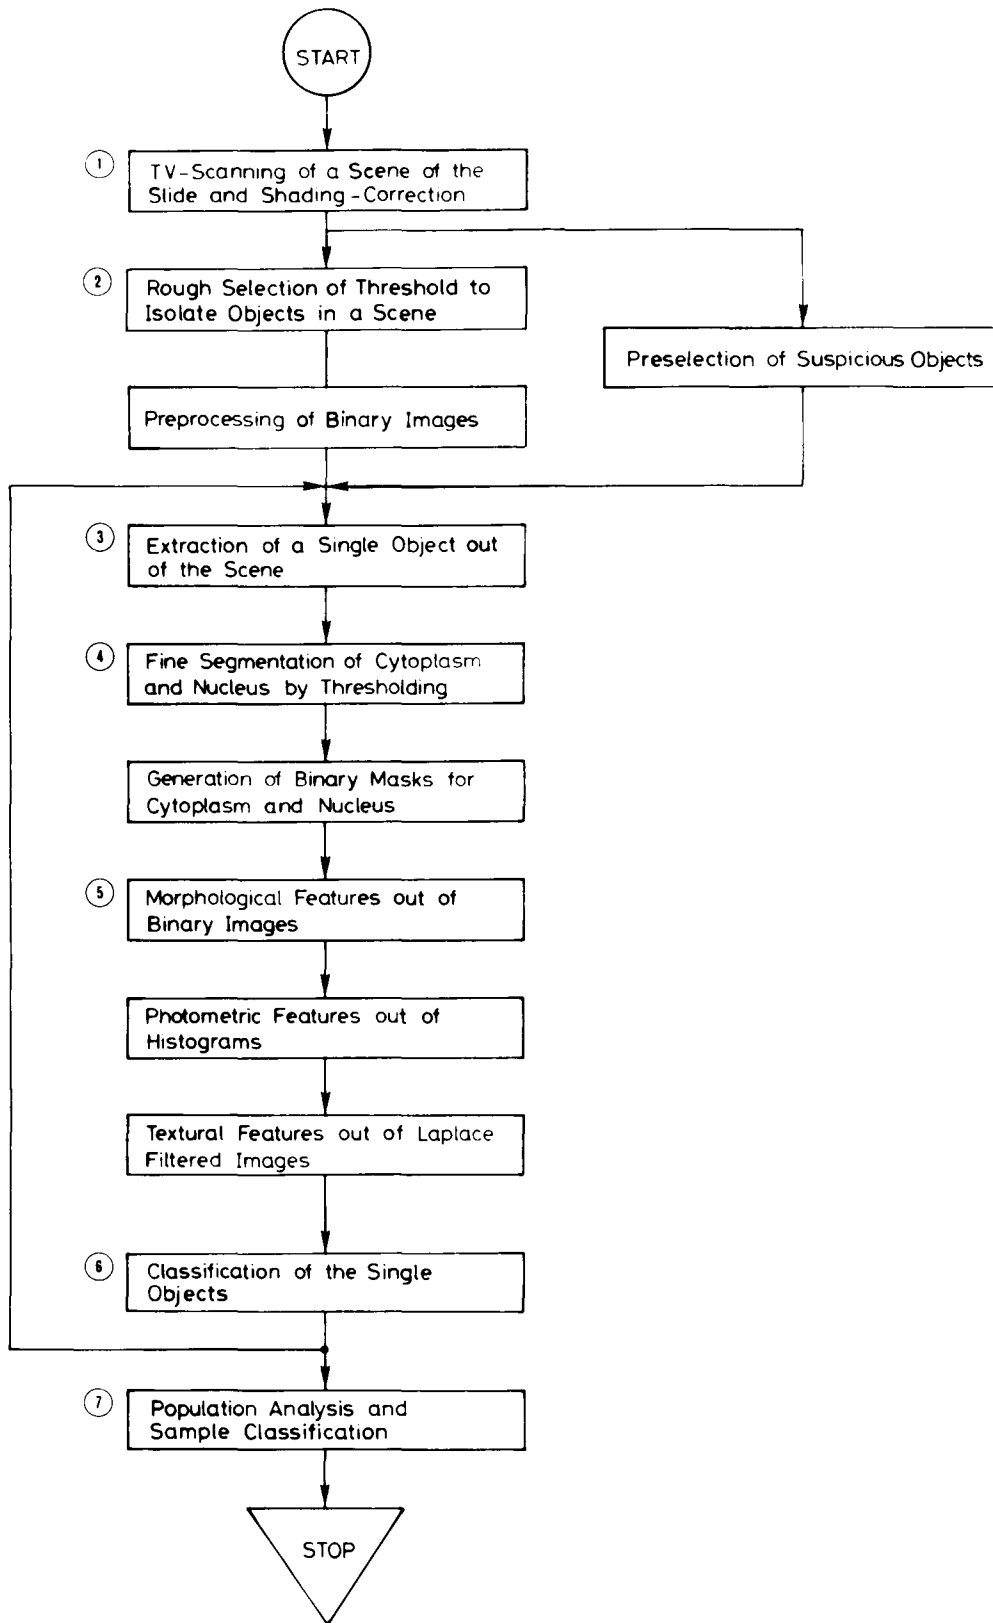 START
1
TV-Scanning of a Scene of the
Slide and Shading-Correction
2
Rough Selection of Threshold to
Isolate Objects in a Scene
Preselection of Suspicious Objects
Preprocessing of Binary Images
3
Extraction of a Single Object out
of the Scene
4
Fine Segmentation of Cytoplasm
and Nucleus by Thresholding
Generation of Binary Masks for
Cytoplasm and Nucleus
5
Morphological Features out of
Binary Images
Photometric Features out of
Histograms
Textural Features out of Laplace
Filtered Images
6
Classification of the Single
Objects
7
Population Analysis and
Sample Classification
STOP